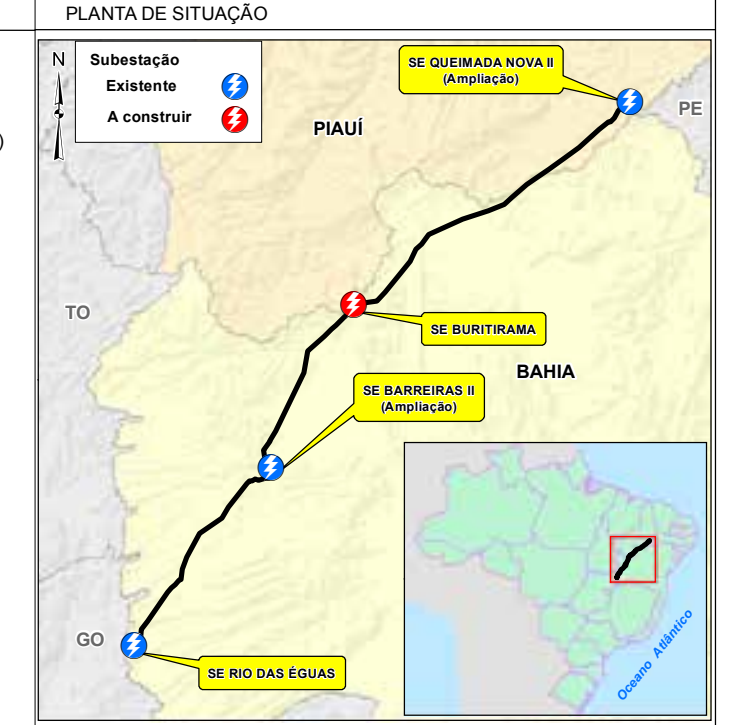 PLANTA DE SITUAÇÃO
)
N
Subestação
Existente
A construir
SE QUEIMADA NOVA II
(Ampliação)
PE
PIAUÍ
TO
SE BURITIRAMA
BAHIA
SE BARREIRAS II
(Ampliação)
GO
SE RIO DAS ÉGUAS
Oceano Atlântico